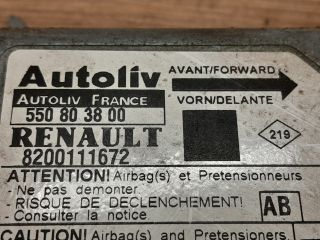 Autoliv
AVANT/FORWARD
AUTOLIV FRANCE
550 80 38 00
VORN/DELANTE
RENAULT
8200111672
219
ATTENTION! Airbag(s) et Pretensionneurs
- Ne pas demonter.
- RISQUE DE DECLENCHEMENT!
- Consulter la notice
AB
CAUTION! Airbag(s) and Pretensioners